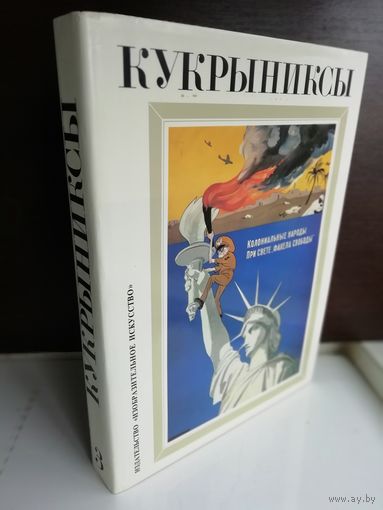 КУКРЫНИКСЫ
КОЛОНИАЛЬНЫЕ НАРОДЫ
ПРИ СВЕТЕ „ФАКЕЛА СВОБОДЫ“
КУКРЫНИКСЫ
ИЗДАТЕЛЬСТВО «ИЗОБРАЗИТЕЛЬНОЕ ИСКУССТВО»
3
© www.ay.by